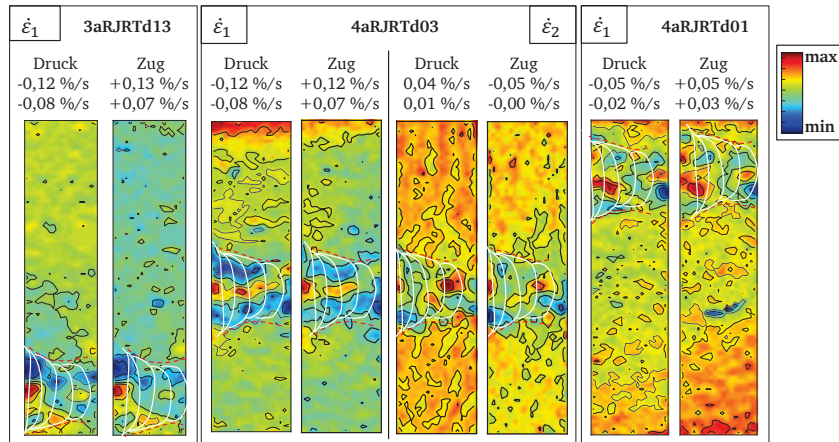 ε̇₁ 3aRJRTd13
Druck Zug
-0,12 %/s +0,13 %/s
-0,08 %/s +0,07 %/s
ε̇₁ 4aRJRTd03 ε̇₂
Druck Zug Druck Zug
-0,12 %/s +0,12 %/s 0,04 %/s -0,05 %/s
-0,08 %/s +0,07 %/s 0,01 %/s -0,00 %/s
ε̇₁ 4aRJRTd01
Druck Zug
-0,05 %/s +0,05 %/s
-0,02 %/s +0,03 %/s
max
min